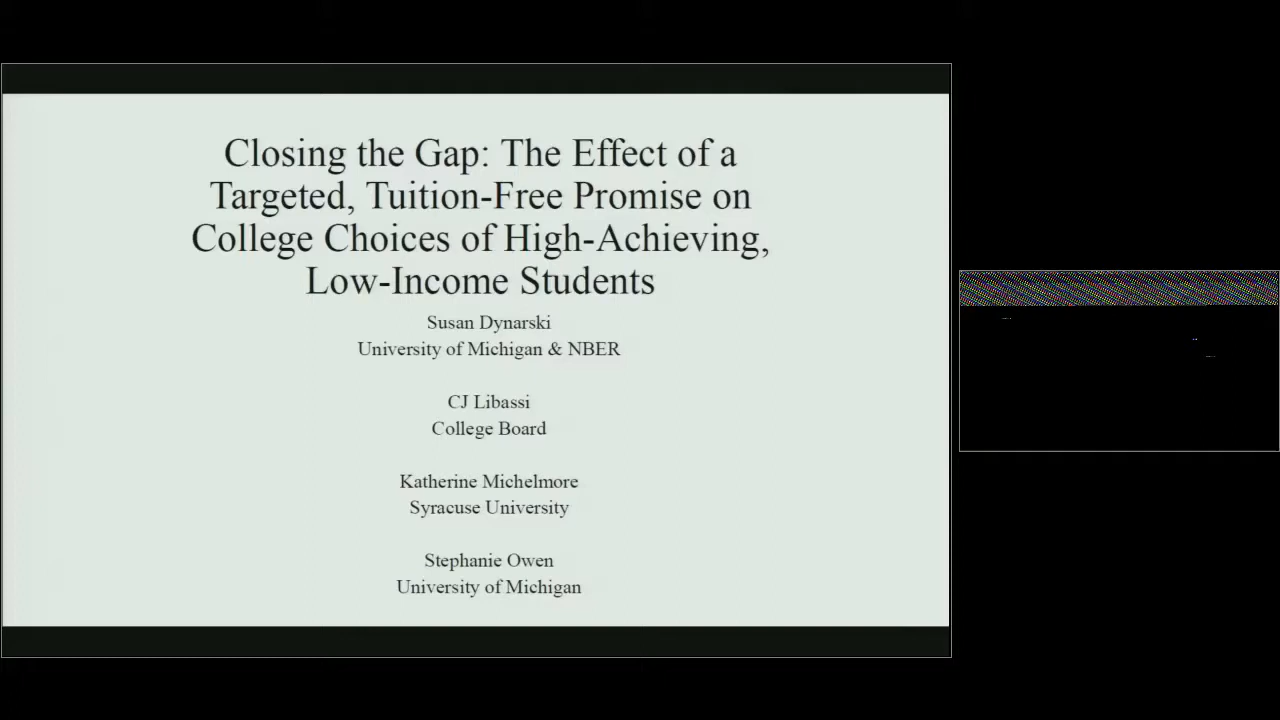 Closing the Gap: The Effect of a
Targeted, Tuition-Free Promise on
College Choices of High-Achieving,
Low-Income Students
Susan Dynarski
University of Michigan & NBER
CJ Libassi
College Board
Katherine Michelmore
Syracuse University
Stephanie Owen
University of Michigan